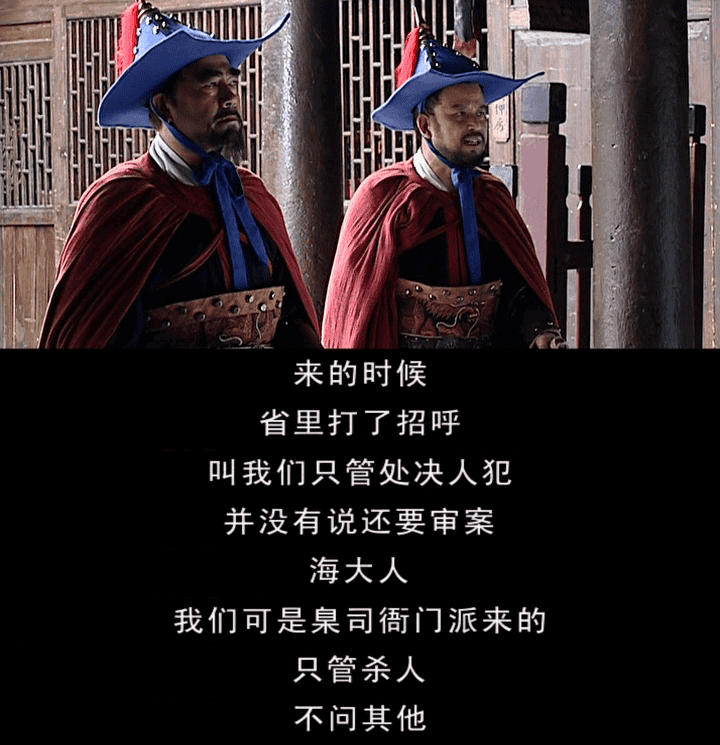 押房
来的时候
省里打了招呼
叫我们只管处决人犯
并没有说还要审案
海大人
我们可是臬司衙门派来的
只管杀人
不问其他